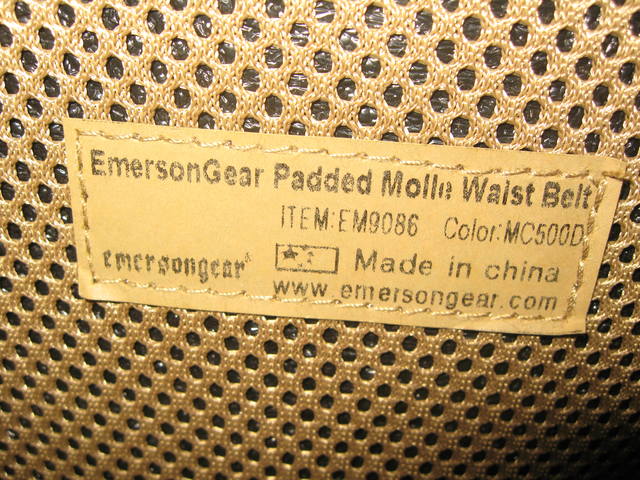 EmersonGear Padded Molle Waist Belt
ITEM:EM9086 Color:MC500D
emersongear®
Made in china
www.emersongear.com